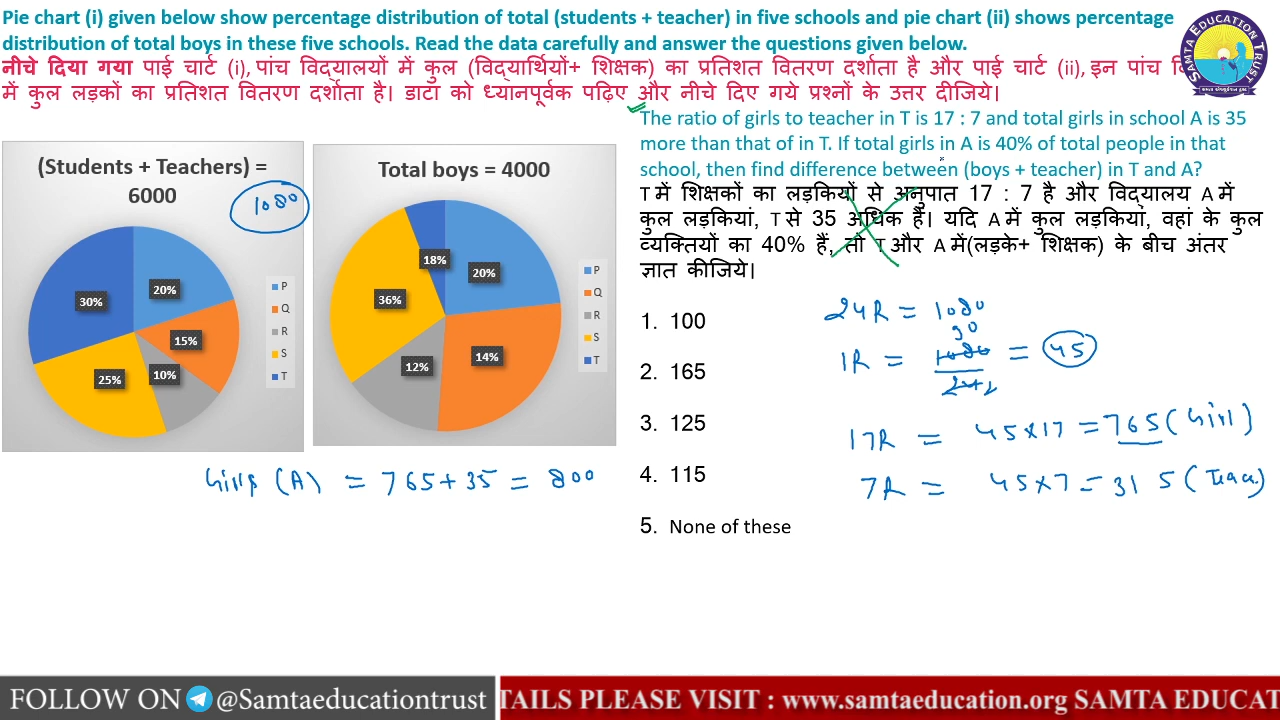 Pie chart (i) given below show percentage distribution of total (students + teacher) in five schools and pie chart (ii) shows percentage
distribution of total boys in these five schools. Read the data carefully and answer the questions given below.
नीचे दिया गया पाई चार्ट (i), पांच विद्यालयों में कुल (विद्यार्थियों+ शिक्षक) का प्रतिशत वितरण दर्शाता है और पाई चार्ट (ii), इन पांच
में कुल लड़कों का प्रतिशत वितरण दर्शाता है। डाटा को ध्यानपूर्वक पढ़िए और नीचे दिए गये प्रश्नों के उत्तर दीजिये।
SAMTA EDUCATION TRUST
The ratio of girls to teacher in T is 17 : 7 and total girls in school A is 35
more than that of in T. If total girls in A is 40% of total people in that
school, then find difference between (boys + teacher) in T and A?
T में शिक्षकों का लड़कियों से अनुपात 17 : 7 है और विद्यालय A में
कुल लड़कियां, T से 35 अधिक हैं। यदि A में कुल लड़कियां, वहां के कुल
व्यक्तियों का 40% हैं, तो T और A में (लड़के+ शिक्षक) के बीच अंतर
ज्ञात कीजिये।
(Students + Teachers) =
6000
1080
20%
15%
10%
25%
30%
P
Q
R
S
T
Total boys = 4000
20%
14%
12%
36%
18%
P
Q
R
S
T
1. 100
2. 165
3. 125
4. 115
5. None of these
24R = 1080
90
1R = 1080 = 45
24 2
17R = 45×17 = 765 (Girl)
7R = 45×7 = 315 (Teac.)
Girls (A) = 765 + 35 = 800
FOLLOW ON @Samtaeducationtrust
TAILS PLEASE VISIT : www.samtaeducation.org SAMTA EDUCAT